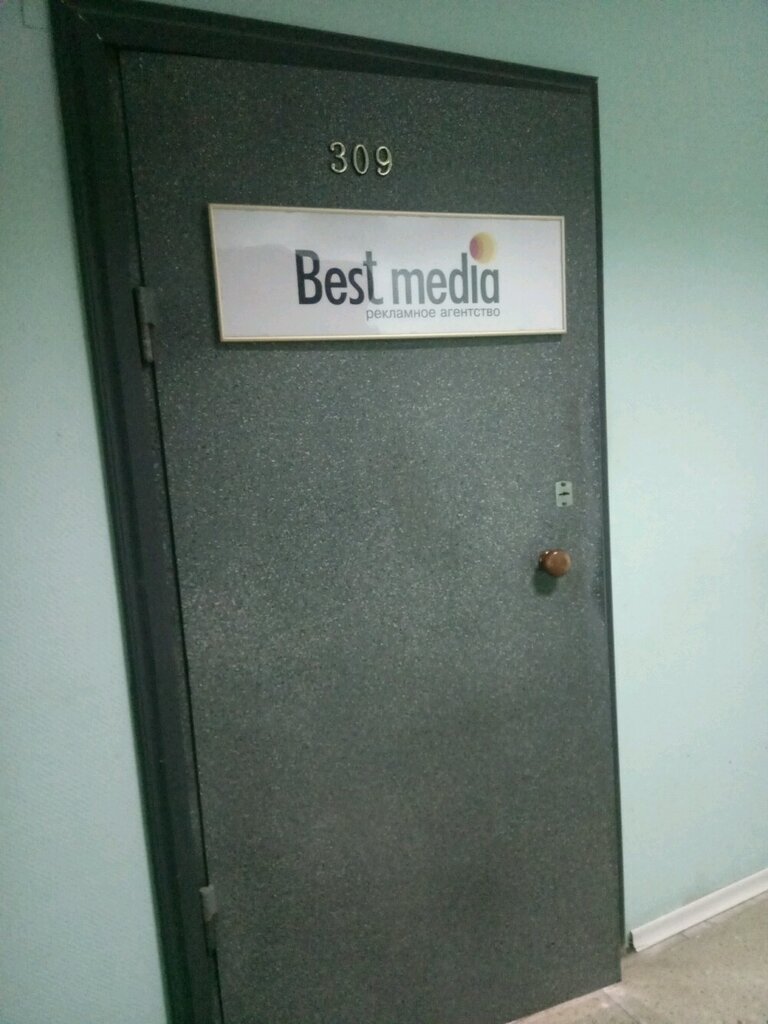 309
Best media
рекламное агентство